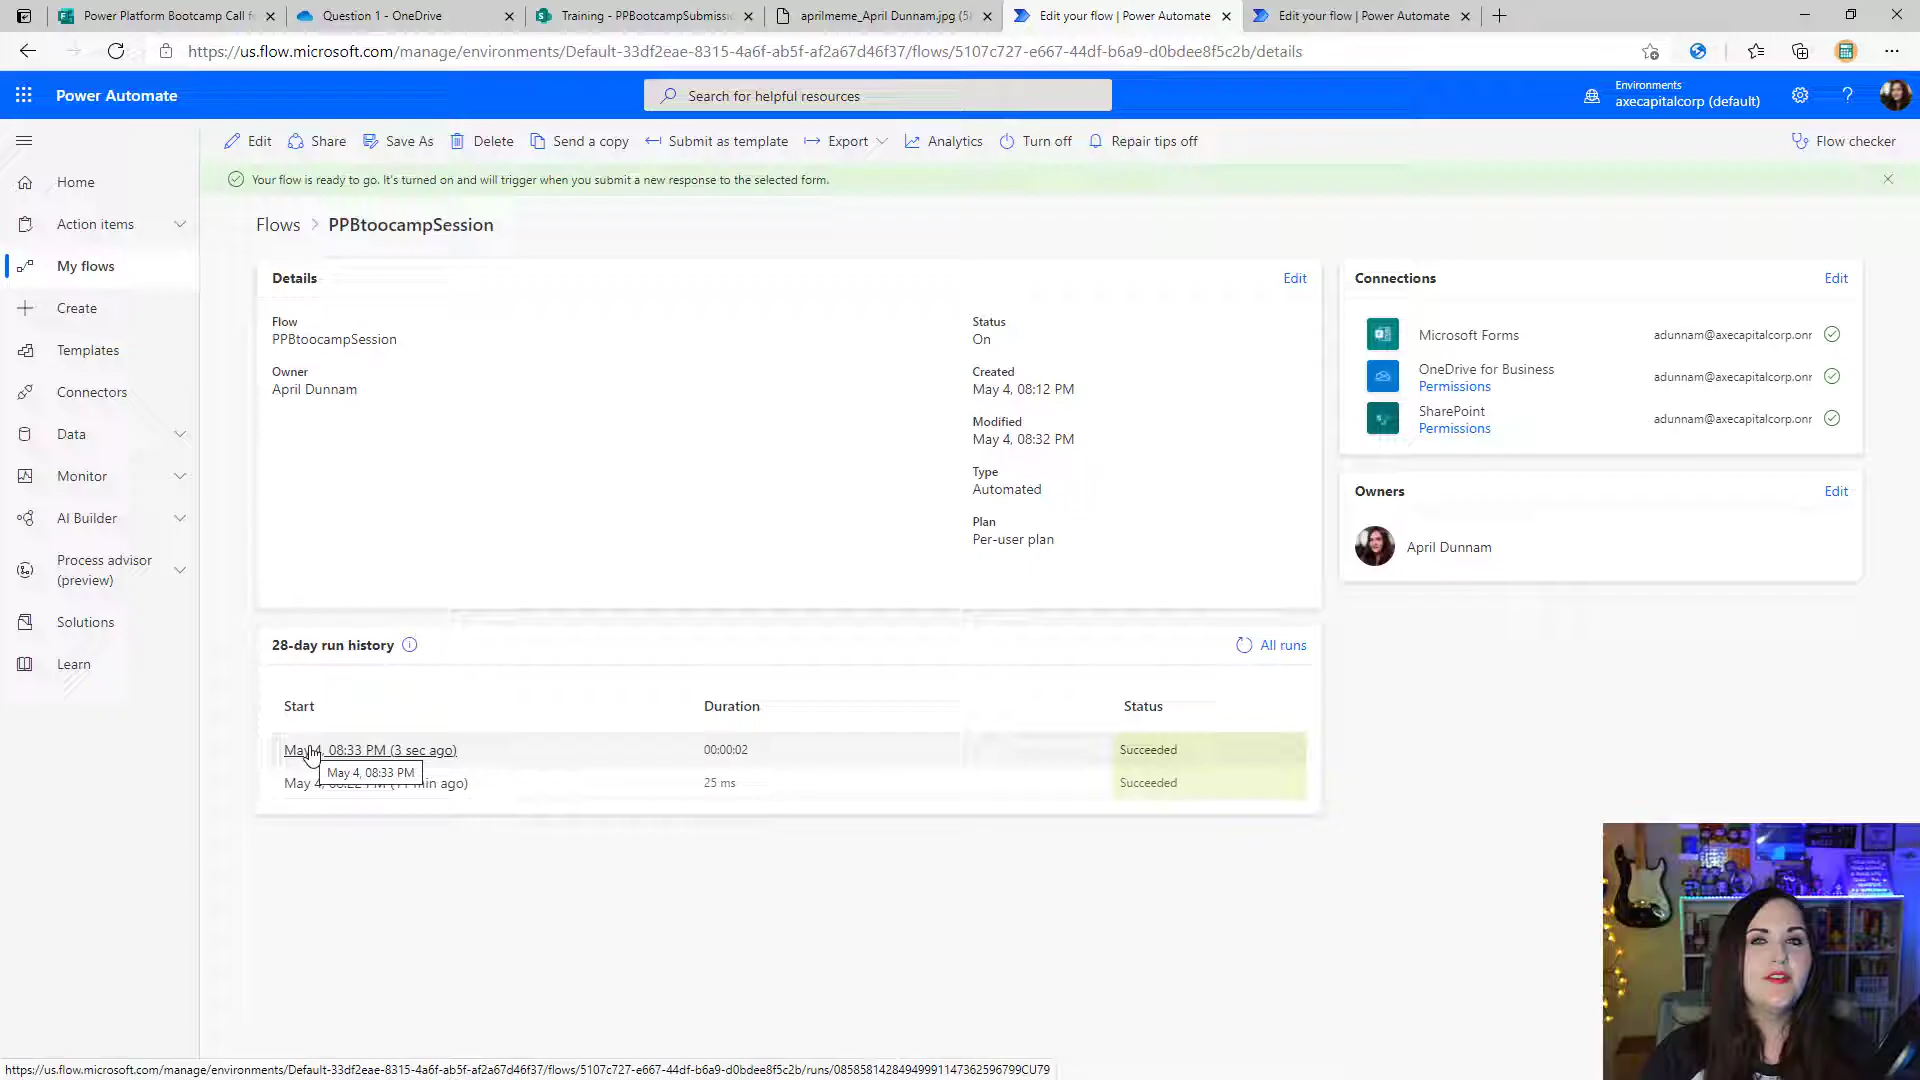 Power Platform Bootcamp Call fo
Question 1 - OneDrive
Training - PPBootcampSubmissi
aprilmeme_April Dunnam.jpg (5
Edit your flow | Power Automate
Edit your flow | Power Automate
https://us.flow.microsoft.com/manage/environments/Default-33df2eae-8315-4a6f-ab5f-af2a67d46f37/flows/5107c727-e667-44df-b6a9-d0bdee8f5c2b/details
Power Automate
Search for helpful resources
Environments
axecapitalcorp (default)
Edit
Share
Save As
Delete
Send a copy
Submit as template
Export
Analytics
Turn off
Repair tips off
Flow checker
Your flow is ready to go. It's turned on and will trigger when you submit a new response to the selected form.
Home
Action items
My flows
Create
Templates
Connectors
Data
Monitor
AI Builder
Process advisor
(preview)
Solutions
Learn
Flows > PPBtoocampSession
Details
Edit
Flow
PPBtoocampSession
Owner
April Dunnam
Status
On
Created
May 4, 08:12 PM
Modified
May 4, 08:32 PM
Type
Automated
Plan
Per-user plan
Connections
Edit
Microsoft Forms
adunnam@axecapitalcorp.onr
OneDrive for Business
Permissions
adunnam@axecapitalcorp.onr
SharePoint
Permissions
adunnam@axecapitalcorp.onr
Owners
Edit
April Dunnam
28-day run history
All runs
Start
Duration
Status
May 4, 08:33 PM (3 sec ago)
00:00:02
Succeeded
May 4, 08:33 PM
May 4, 08:22 PM (11 min ago)
25 ms
Succeeded
https://us.flow.microsoft.com/manage/environments/Default-33df2eae-8315-4a6f-ab5f-af2a67d46f37/flows/5107c727-e667-44df-b6a9-d0bdee8f5c2b/runs/08585814284949991147362596799CU79